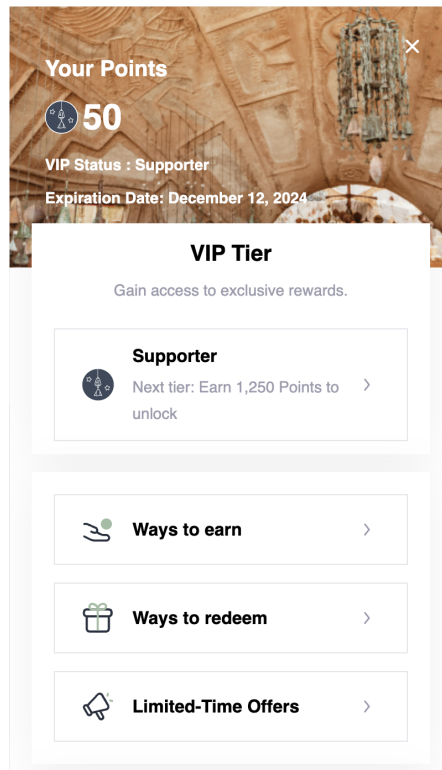 Your Points
50
VIP Status : Supporter
Expiration Date: December 12, 2024
VIP Tier
Gain access to exclusive rewards.
Supporter
Next tier: Earn 1,250 Points to
unlock
Ways to earn
Ways to redeem
Limited-Time Offers